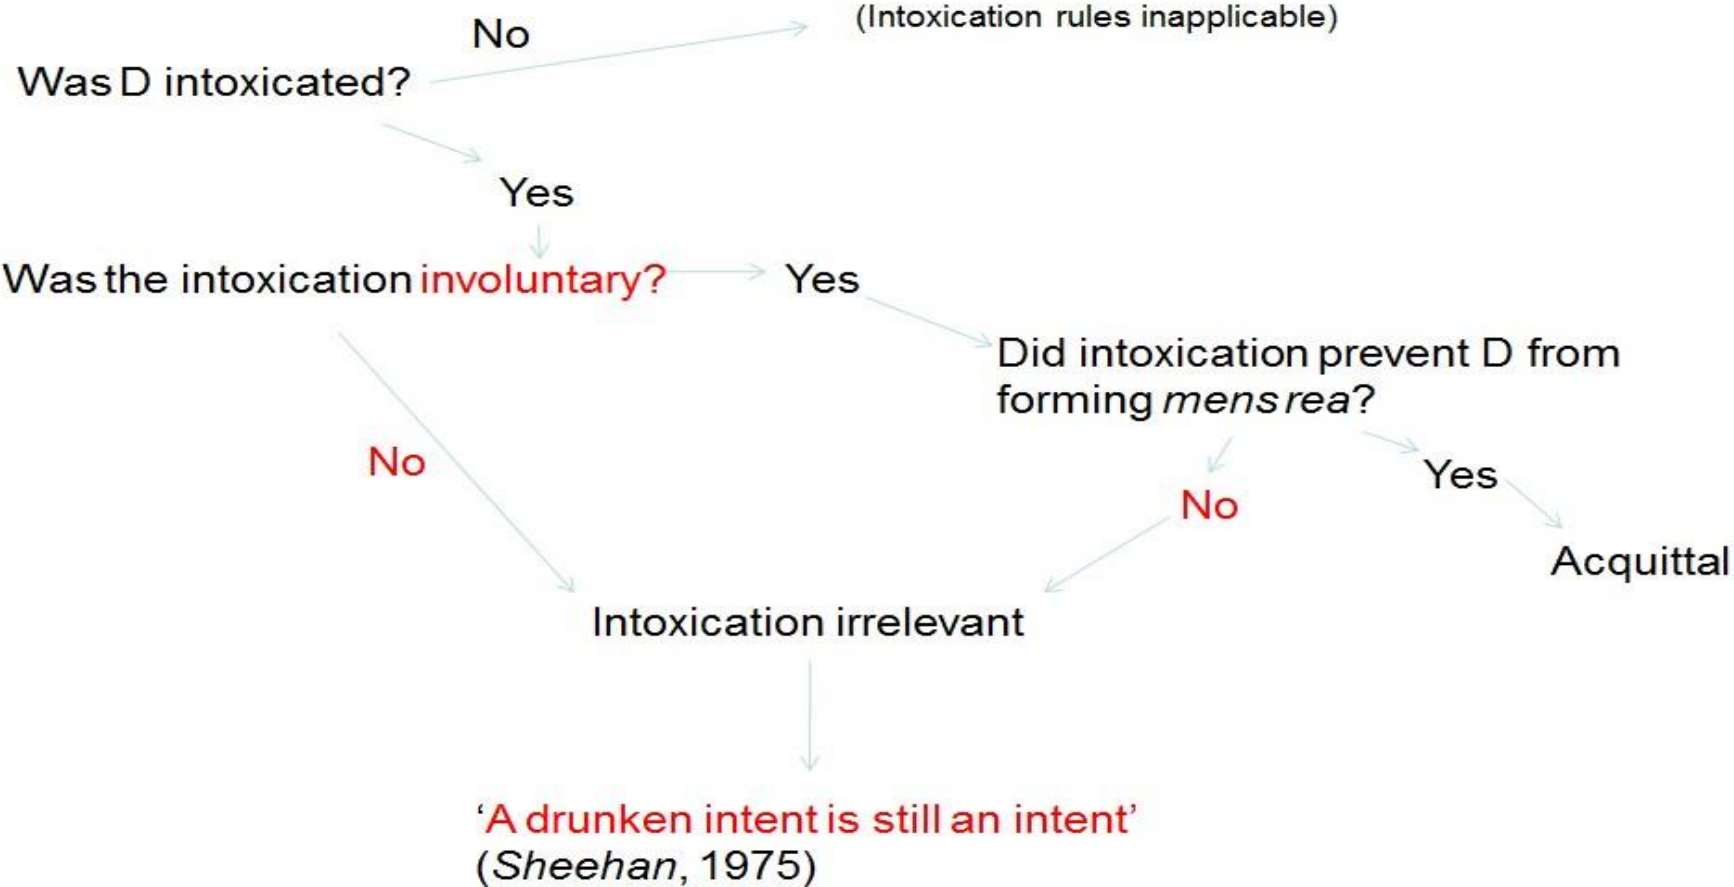 No
(Intoxication rules inapplicable)
Was D intoxicated?
Yes
Was the intoxication involuntary?
Yes
Did intoxication prevent D from
forming mens rea?
No
Yes
No
Acquittal
Intoxication irrelevant
‘A drunken intent is still an intent’
(Sheehan, 1975)